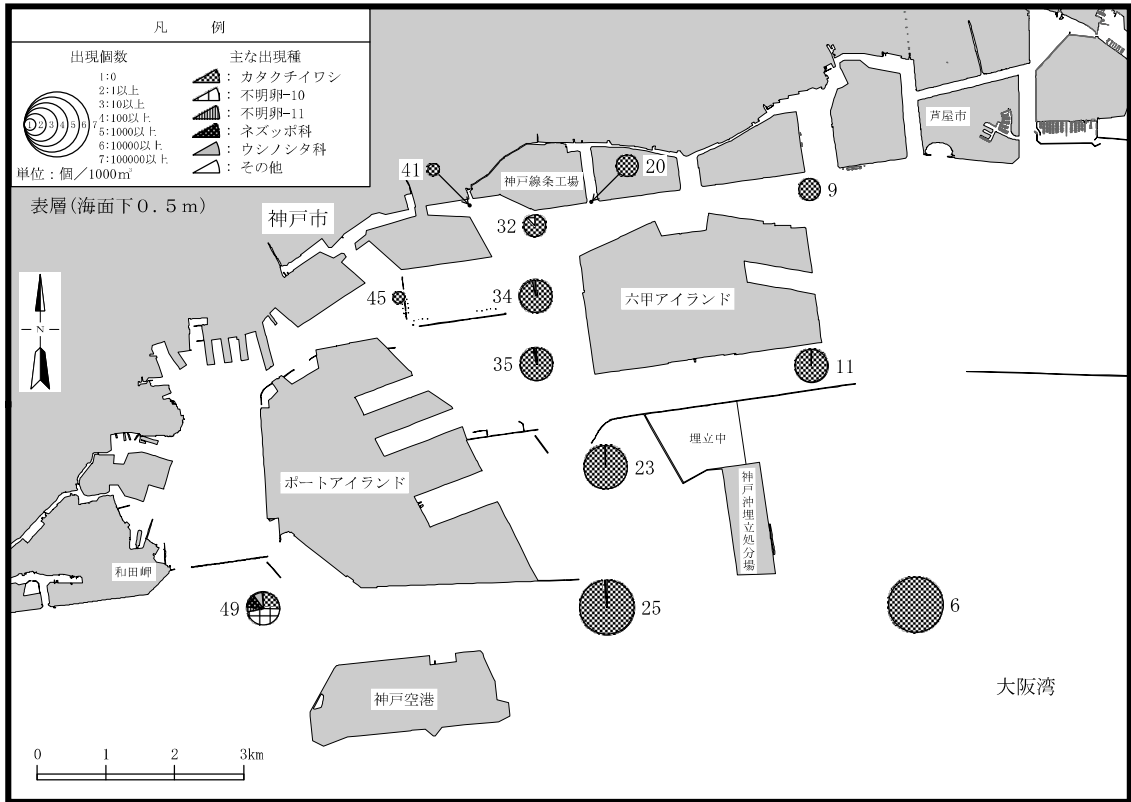 凡 例
出現個数
1:0
2:1以上
3:10以上
4:100以上
5:1000以上
6:10000以上
7:100000以上
1 2 3 4 5 6 7
単位：個／1000㎥
主な出現種
： カタクチイワシ
： 不明卵-10
： 不明卵-11
： ネズッポ科
： ウシノシタ科
： その他
表層(海面下０.５ｍ)
芦屋市
41
神戸線条工場
20
9
神戸市
32
45
34
六甲アイランド
N
35
11
埋立中
23
ポートアイランド
神戸沖埋立処分場
和田岬
49
25
6
大阪湾
神戸空港
0 1 2 3km